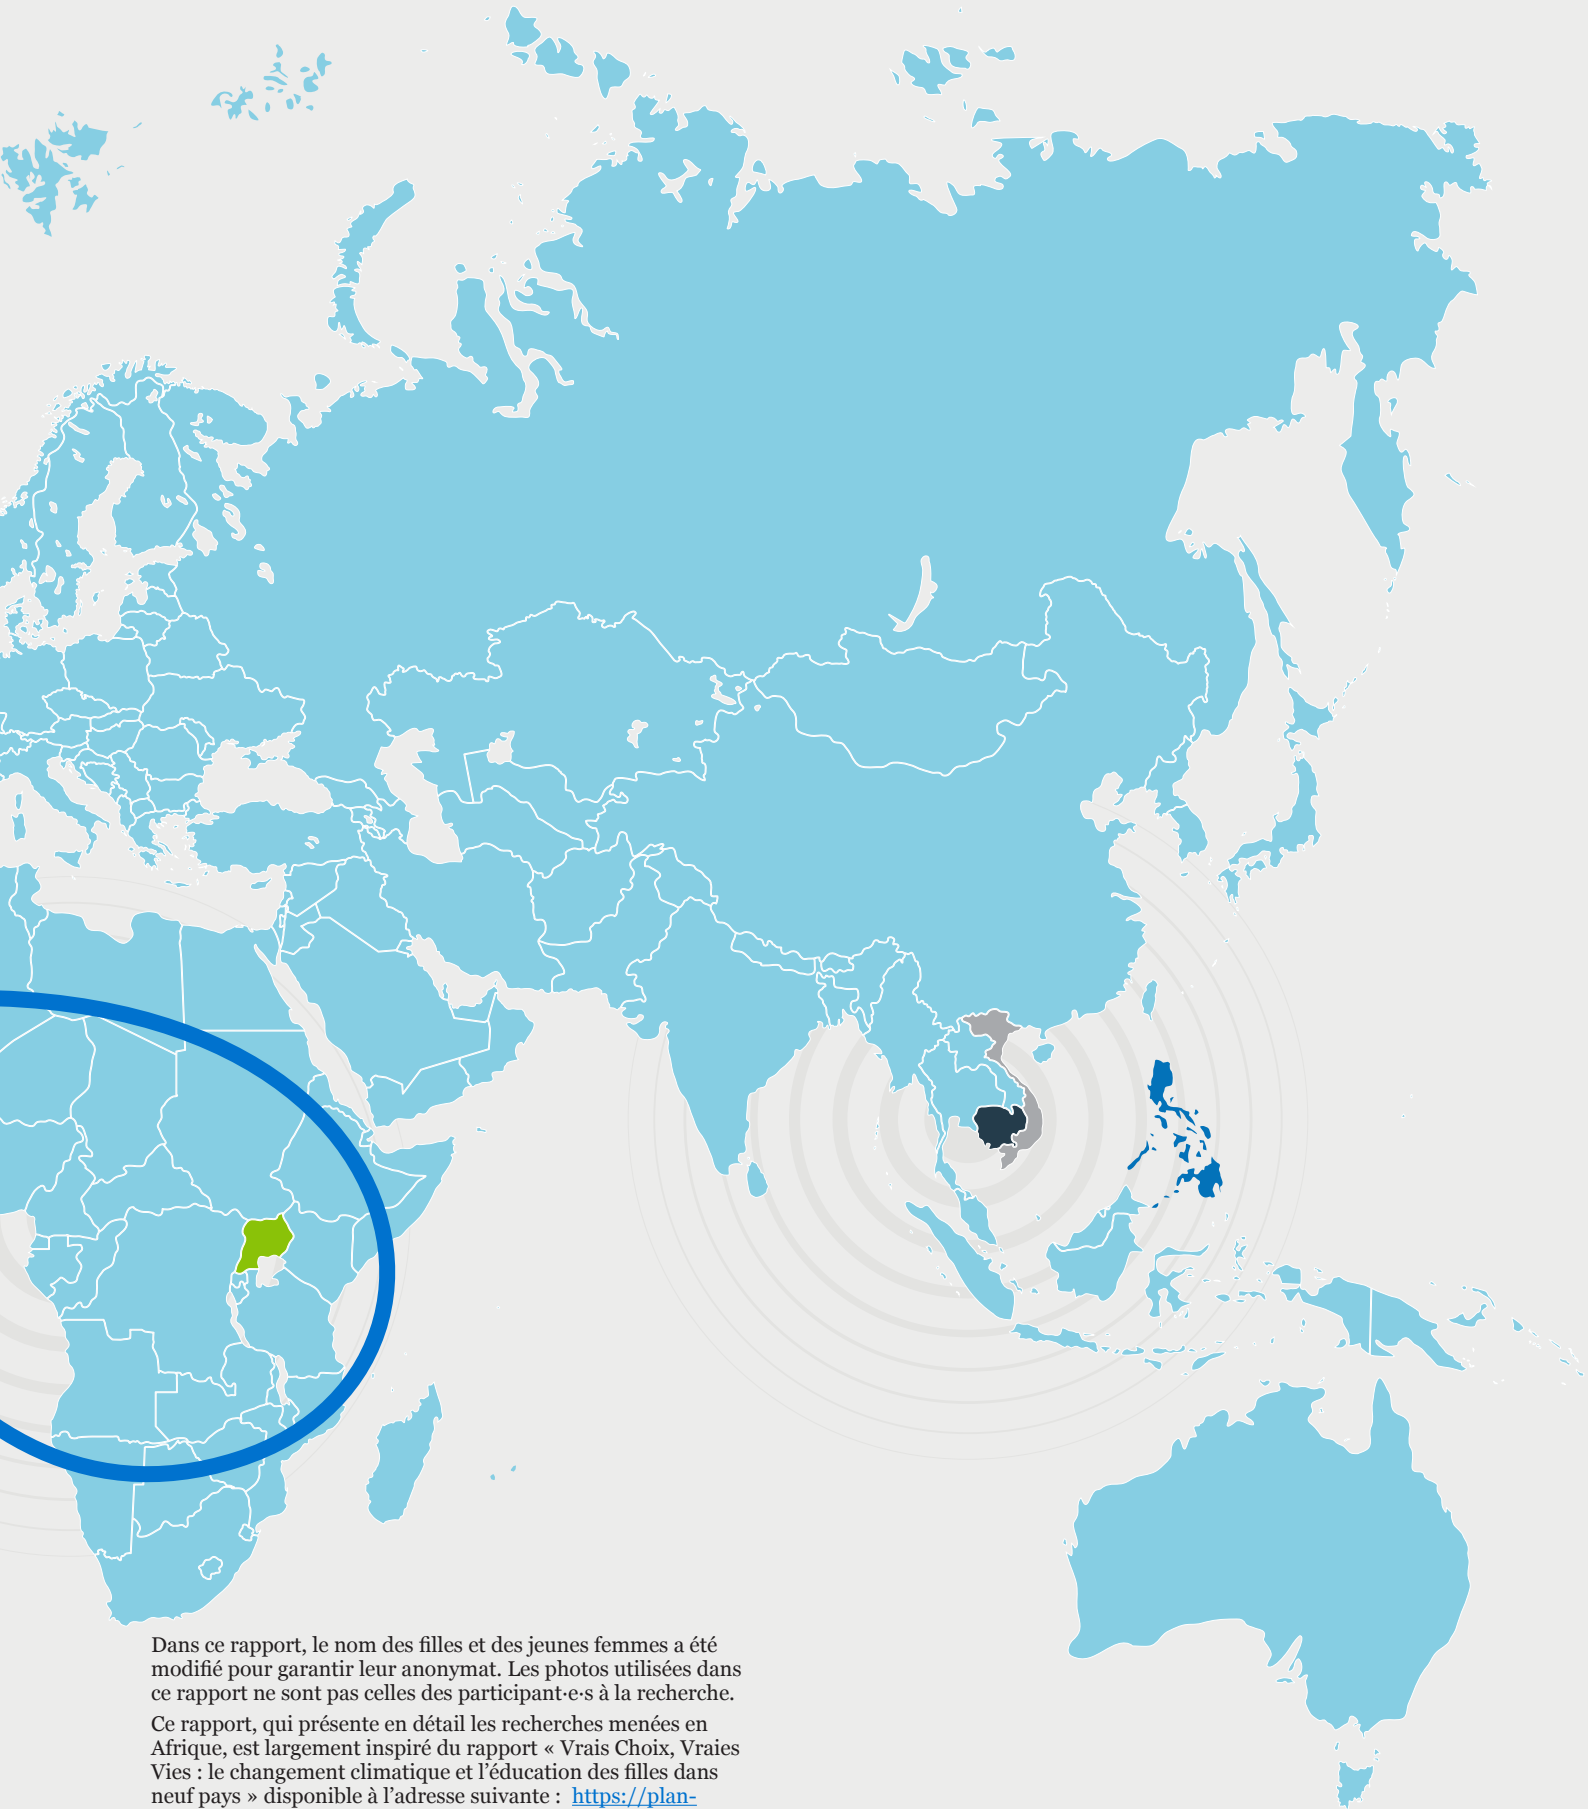 Dans ce rapport, le nom des filles et des jeunes femmes a été
modifié pour garantir leur anonymat. Les photos utilisées dans
ce rapport ne sont pas celles des participant·e·s à la recherche.
Ce rapport, qui présente en détail les recherches menées en
Afrique, est largement inspiré du rapport « Vrais Choix, Vraies
Vies : le changement climatique et l’éducation des filles dans
neuf pays » disponible à l’adresse suivante : https://plan-